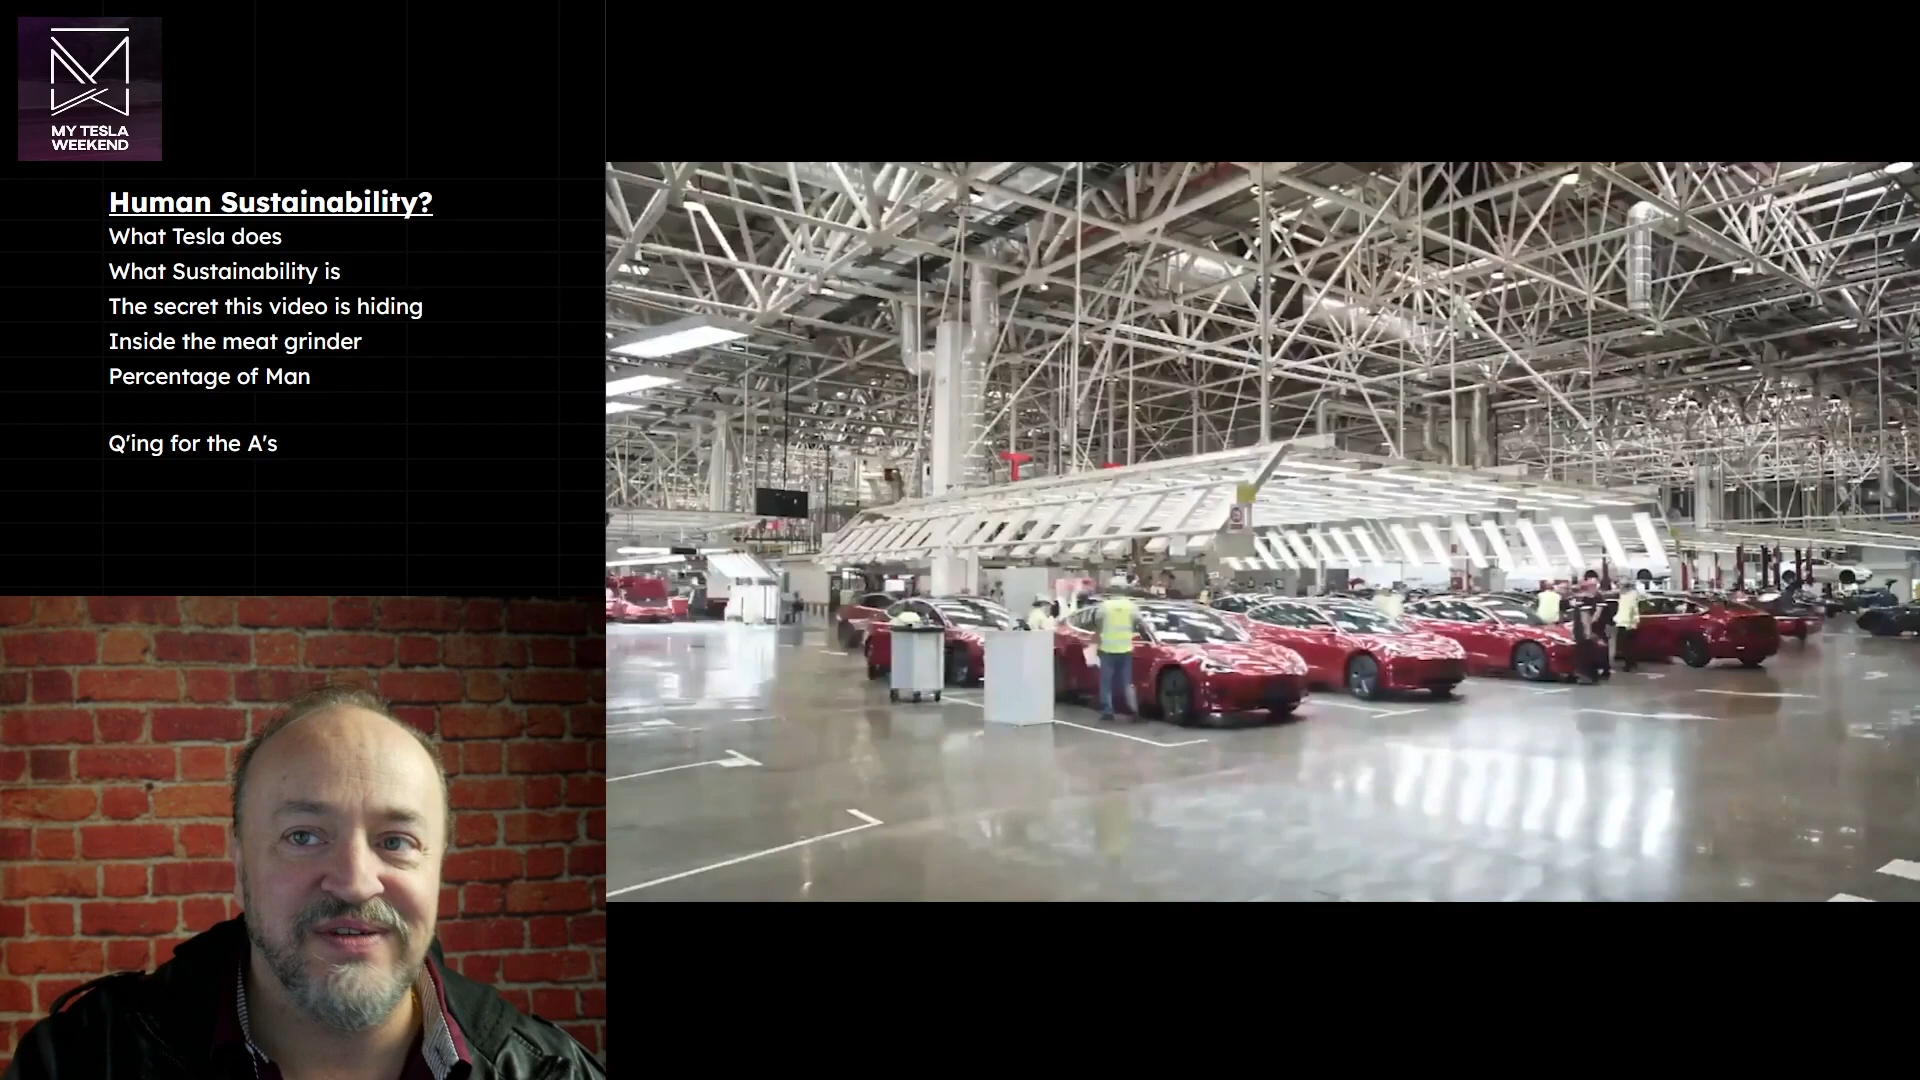 MY TESLA
WEEKEND
Human Sustainability?
What Tesla does
What Sustainability is
The secret this video is hiding
Inside the meat grinder
Percentage of Man
Q'ing for the A's